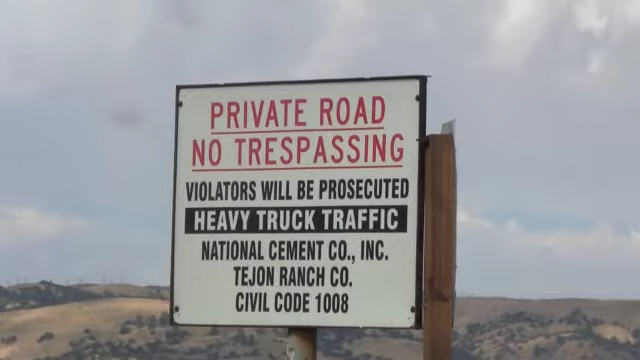 PRIVATE ROAD
NO TRESPASSING
VIOLATORS WILL BE PROSECUTED
HEAVY TRUCK TRAFFIC
NATIONAL CEMENT CO., INC.
TEJON RANCH CO.
CIVIL CODE 1008